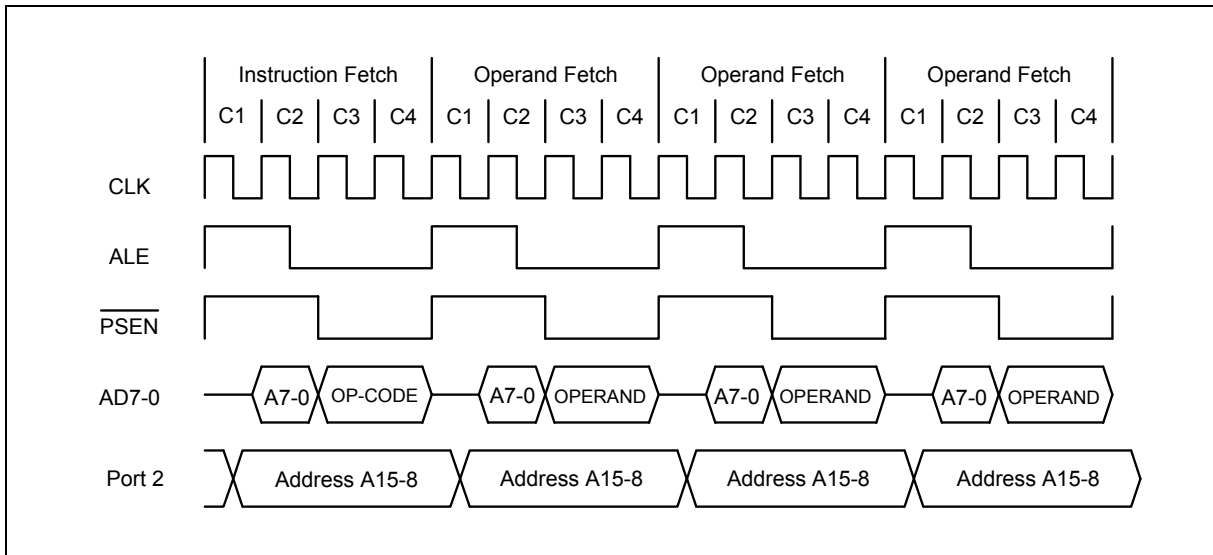 Instruction Fetch Operand Fetch Operand Fetch Operand Fetch
C1 C2 C3 C4 C1 C2 C3 C4 C1 C2 C3 C4 C1 C2 C3 C4
CLK
ALE
PSEN
AD7-0 A7-0 OP-CODE A7-0 OPERAND A7-0 OPERAND A7-0 OPERAND
Port 2 Address A15-8 Address A15-8 Address A15-8 Address A15-8